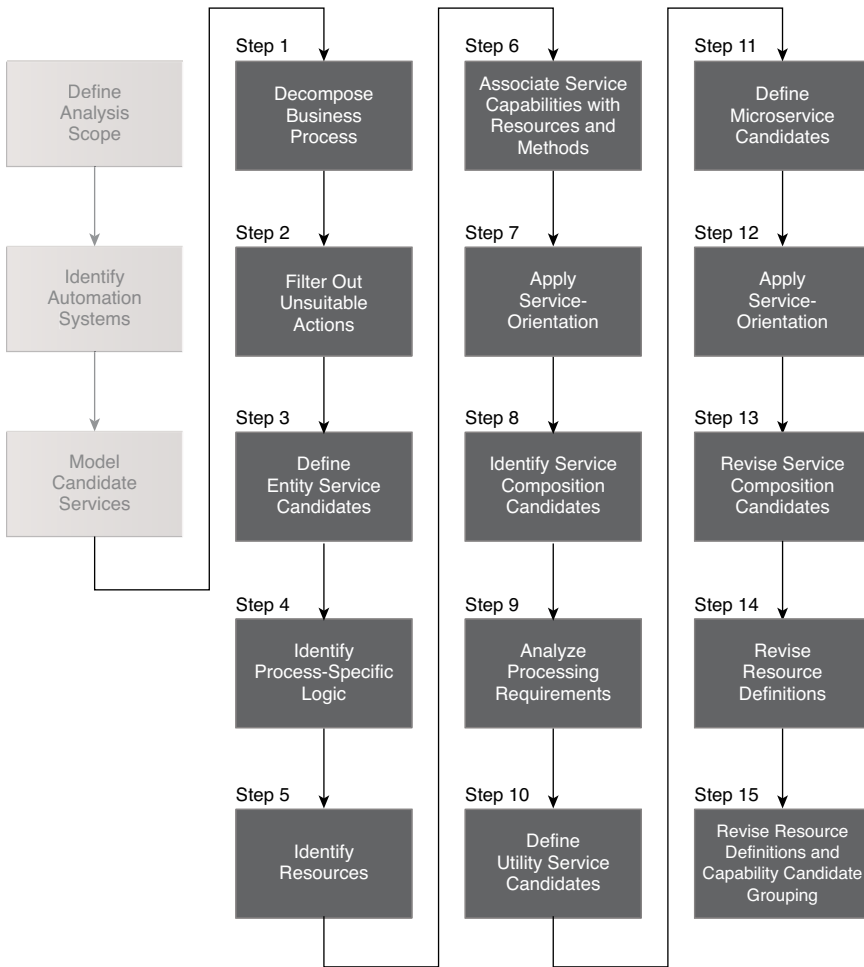 Define
Analysis
Scope
Identify
Automation
Systems
Model
Candidate
Services
Step 1
Decompose
Business
Process
Step 2
Filter Out
Unsuitable
Actions
Step 3
Define
Entity Service
Candidates
Step 4
Identify
Process-Specific
Logic
Step 5
Identify
Resources
Step 6
Associate Service
Capabilities with
Resources and
Methods
Step 7
Apply
Service-
Orientation
Step 8
Identify Service
Composition
Candidates
Step 9
Analyze
Processing
Requirements
Step 10
Define
Utility Service
Candidates
Step 11
Define
Microservice
Candidates
Step 12
Apply
Service-
Orientation
Step 13
Revise Service
Composition
Candidates
Step 14
Revise
Resource
Definitions
Step 15
Revise Resource
Definitions and
Capability Candidate
Grouping